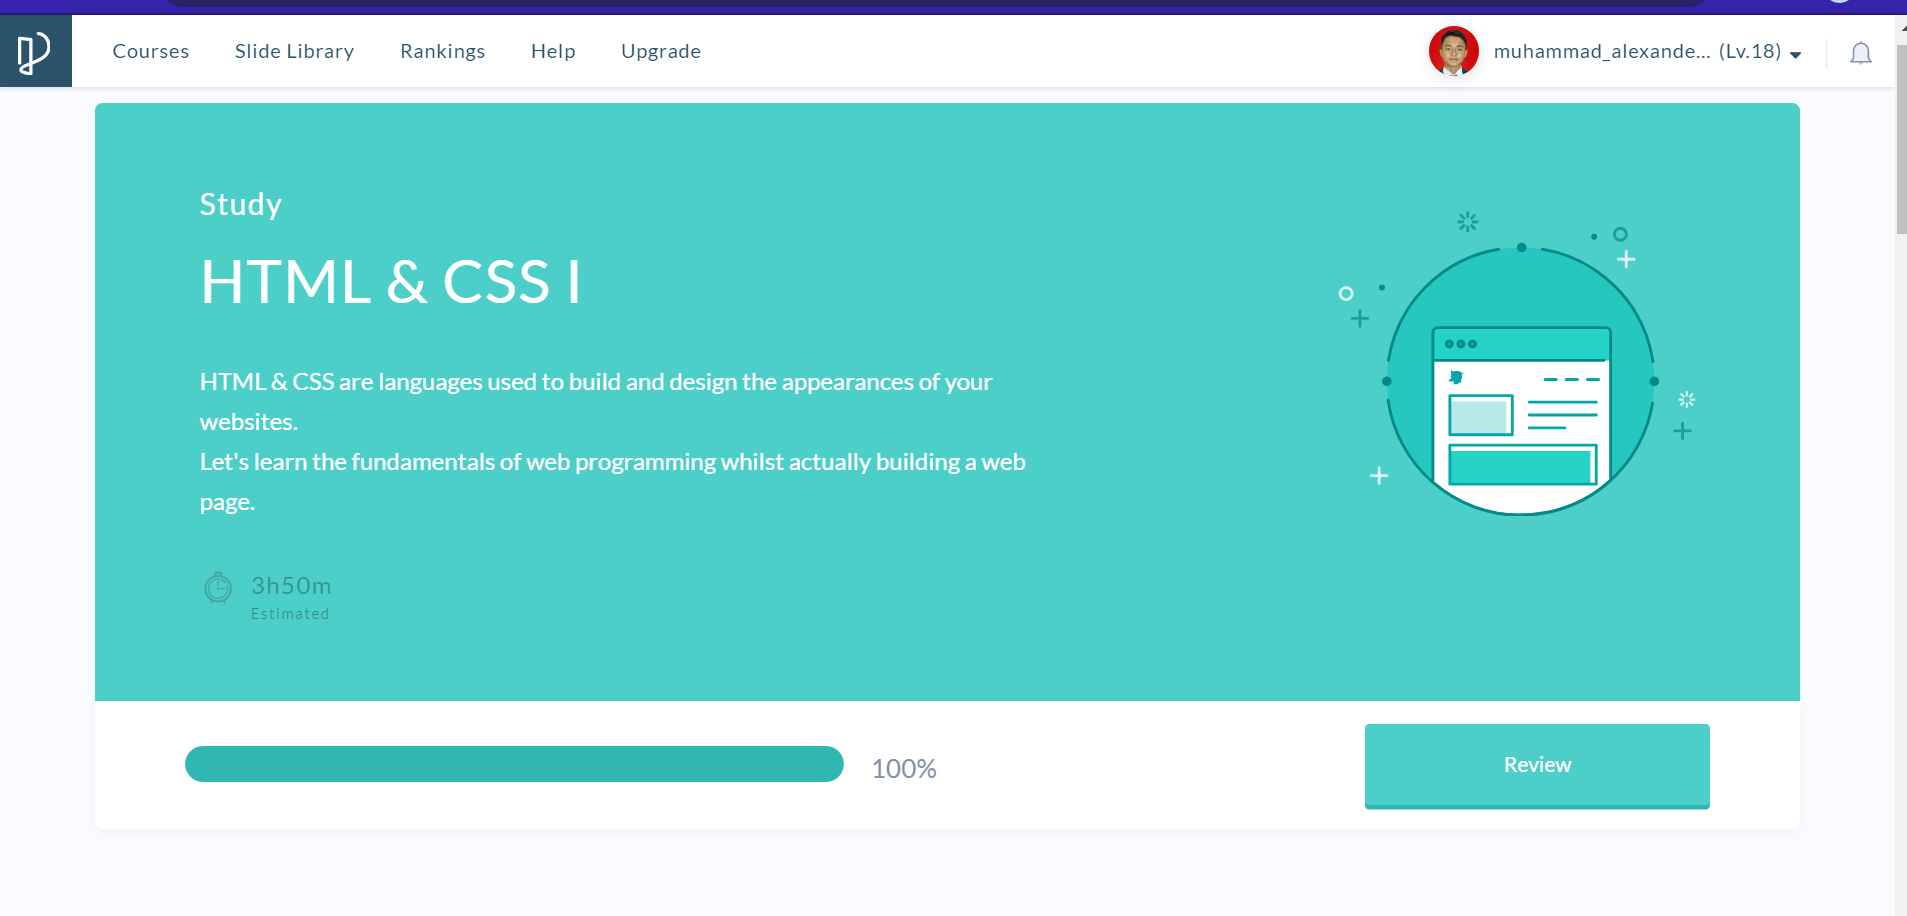 Courses Slide Library Rankings Help Upgrade muhammad_alexande... (Lv.18)
Study
HTML & CSS I
HTML & CSS are languages used to build and design the appearances of your
websites.
Let's learn the fundamentals of web programming whilst actually building a web
page.
3h50m
Estimated
100%
Review